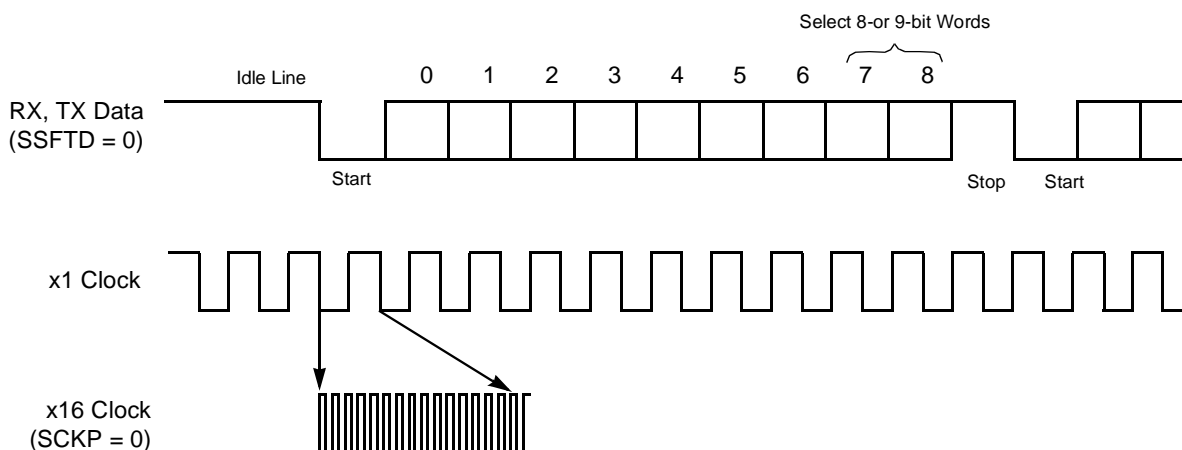 Select 8-or 9-bit Words
Idle Line
0 1 2 3 4 5 6 7 8
RX, TX Data
(SSFTD = 0)
Start
Stop
Start
x1 Clock
x16 Clock
(SCKP = 0)